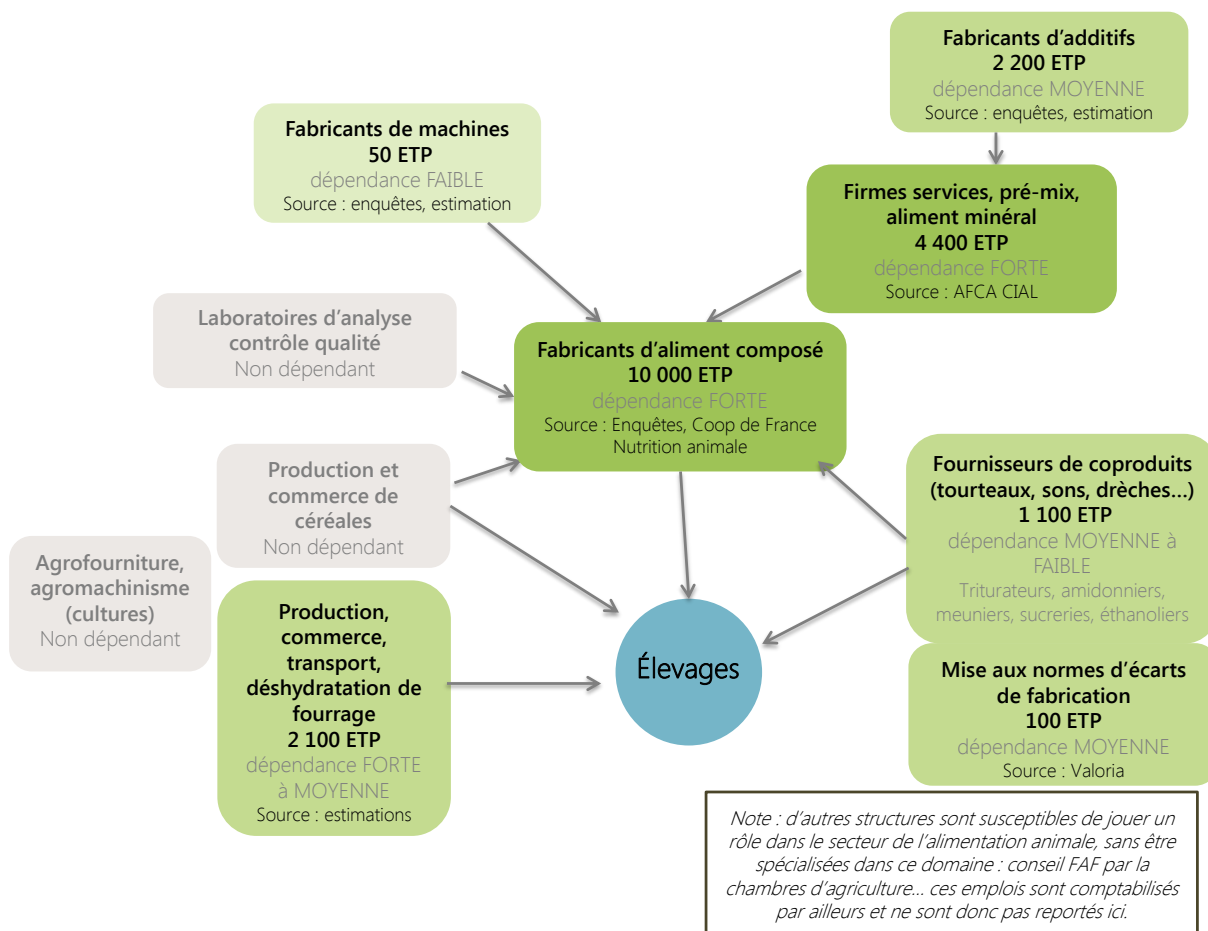 Fabricants d'additifs
2 200 ETP
dépendance MOYENNE
Source : enquêtes, estimation
Fabricants de machines
50 ETP
dépendance FAIBLE
Source : enquêtes, estimation
Firmes services, pré-mix,
aliment minéral
4 400 ETP
dépendance FORTE
Source : AFCA CIAL
Laboratoires d'analyse
contrôle qualité
Non dépendant
Fabricants d'aliment composé
10 000 ETP
dépendance FORTE
Source : Enquêtes, Coop de France
Nutrition animale
Production et
commerce de
céréales
Non dépendant
Fournisseurs de coproduits
(tourteaux, sons, drèches...)
1 100 ETP
dépendance MOYENNE à
FAIBLE
Triturateurs, amidonniers,
meuniers, sucreries, éthanoliers
Agrofourniture,
agromachinisme
(cultures)
Non dépendant
Production,
commerce,
transport,
déshydratation de
fourrage
2 100 ETP
dépendance FORTE
à MOYENNE
Source : estimations
Élevages
Mise aux normes d'écarts
de fabrication
100 ETP
dépendance MOYENNE
Source : Valoria
Note : d'autres structures sont susceptibles de jouer un
rôle dans le secteur de l'alimentation animale, sans être
spécialisées dans ce domaine : conseil FAF par la
chambres d'agriculture... ces emplois sont comptabilisés
par ailleurs et ne sont donc pas reportés ici.